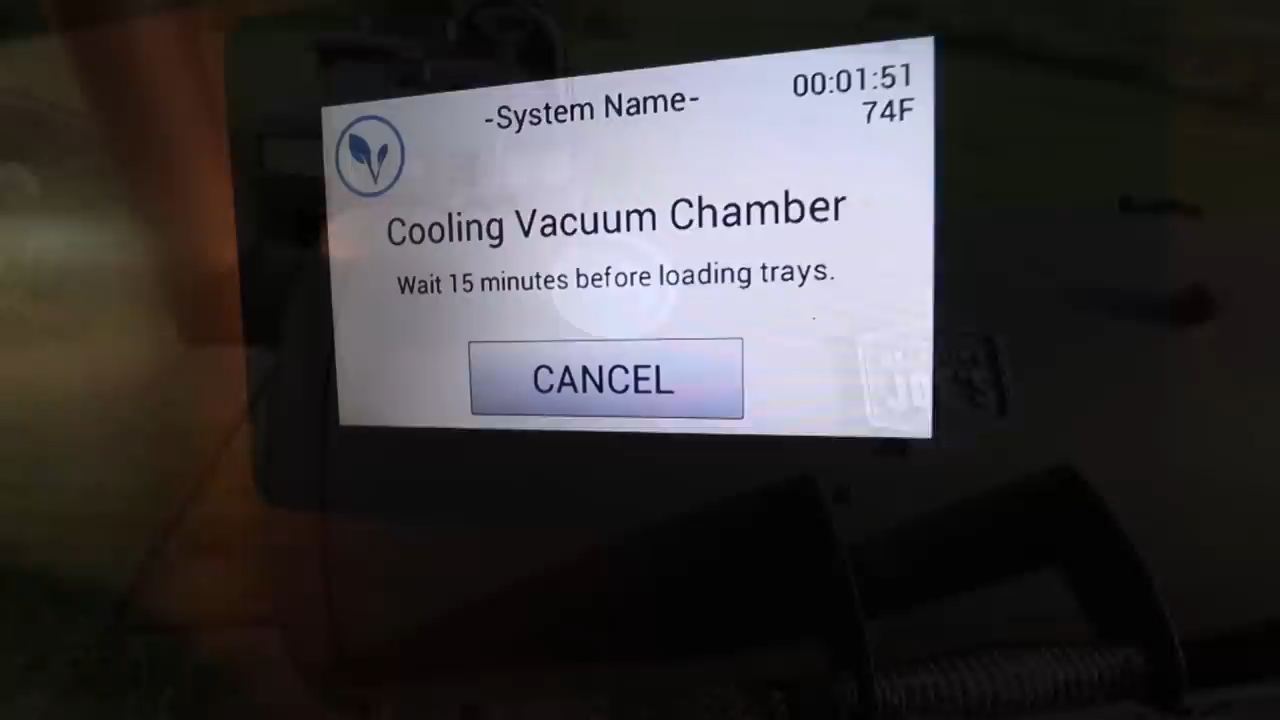 -System Name-
00:01:51
74F
Cooling Vacuum Chamber
Wait 15 minutes before loading trays.
CANCEL